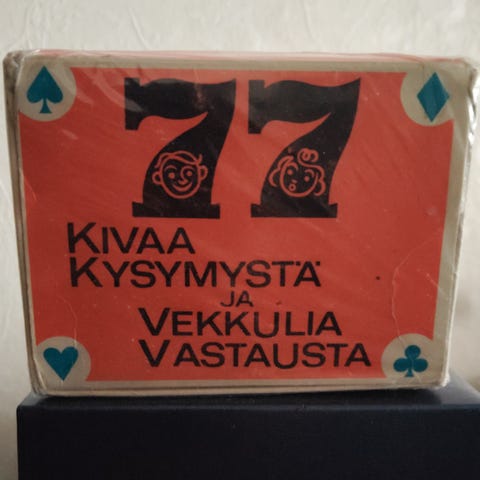 77
KIVAA
KYSYMYSTÄ
JA
VEKKULIA
VASTAUSTA